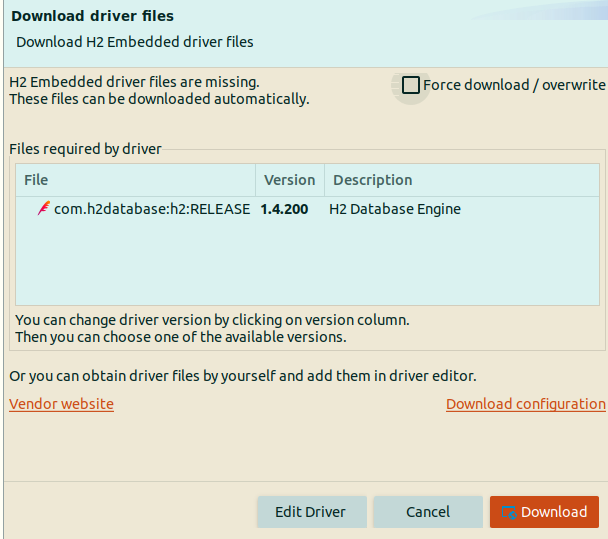 Download driver files
Download H2 Embedded driver files
H2 Embedded driver files are missing.
These files can be downloaded automatically.
Force download / overwrite
Files required by driver
File Version Description
com.h2database:h2:RELEASE 1.4.200 H2 Database Engine
You can change driver version by clicking on version column.
Then you can choose one of the available versions.
Or you can obtain driver files by yourself and add them in driver editor.
Vendor website Download configuration
Edit Driver Cancel Download